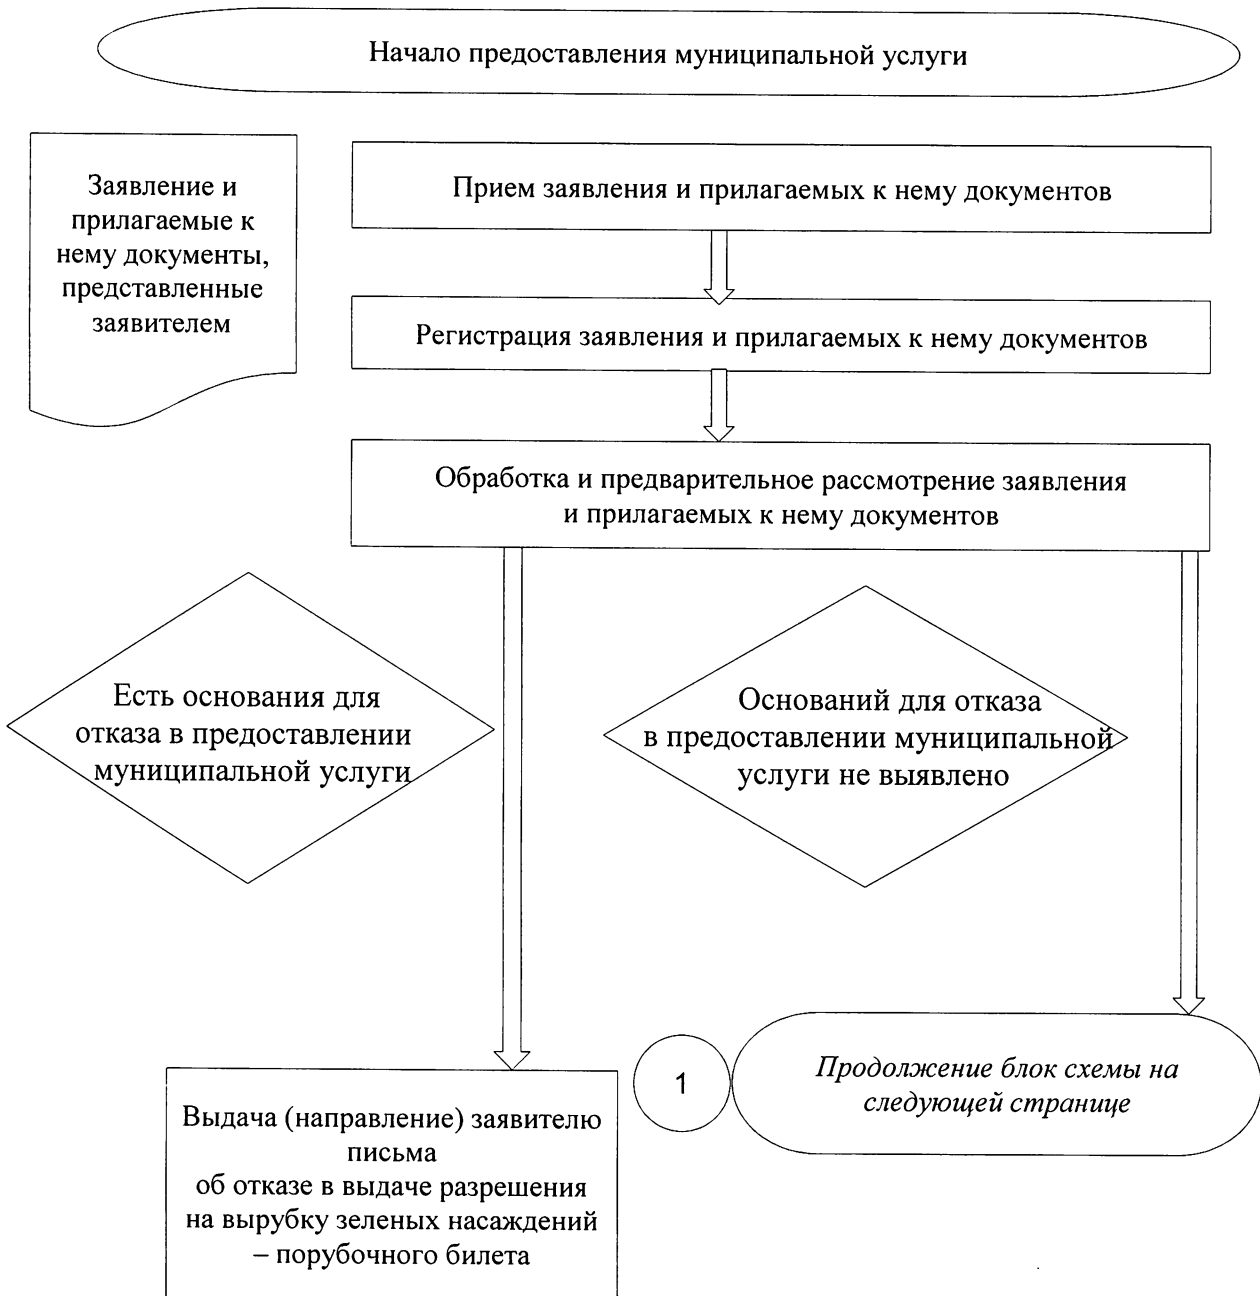 Начало предоставления муниципальной услуги
Заявление и
прилагаемые к
нему документы,
представленные
заявителем
Прием заявления и прилагаемых к нему документов
Регистрация заявления и прилагаемых к нему документов
Обработка и предварительное рассмотрение заявления
и прилагаемых к нему документов
Есть основания для
отказа в предоставлении
муниципальной услуги
Оснований для отказа
в предоставлении муниципальной
услуги не выявлено
1
Продолжение блок схемы на
следующей странице
Выдача (направление) заявителю
письма
об отказе в выдаче разрешения
на вырубку зеленых насаждений
– порубочного билета